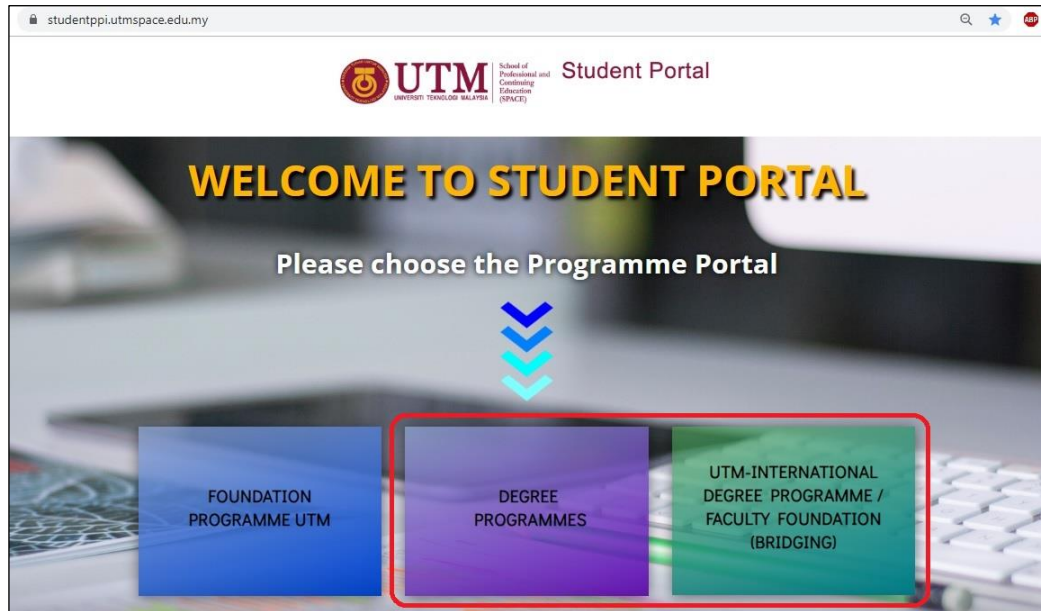 studentppi.utmspace.edu.my
ABP
UTM
UNIVERSITI TEKNOLOGI MALAYSIA
School of
Professional and
Continuing
Education
(SPACE)
Student Portal
WELCOME TO STUDENT PORTAL
Please choose the Programme Portal
FOUNDATION
PROGRAMME UTM
DEGREE
PROGRAMMES
UTM-INTERNATIONAL
DEGREE PROGRAMME /
FACULTY FOUNDATION
(BRIDGING)